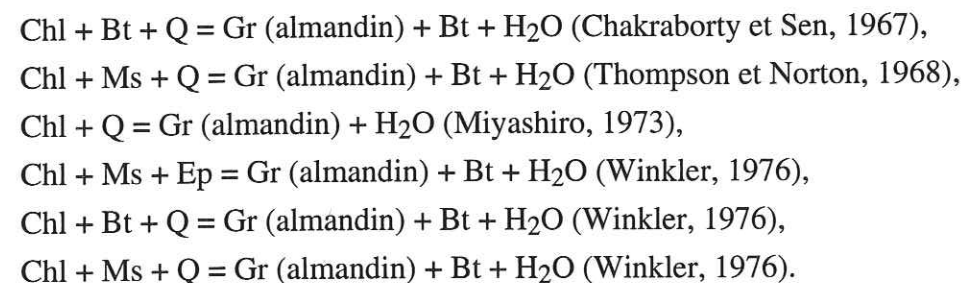 Chl + Bt + Q = Gr (almandin) + Bt + H2O (Chakraborty et Sen, 1967),
Chl + Ms + Q = Gr (almandin) + Bt + H2O (Thompson et Norton, 1968),
Chl + Q = Gr (almandin) + H2O (Miyashiro, 1973),
Chl + Ms + Ep = Gr (almandin) + Bt + H2O (Winkler, 1976),
Chl + Bt + Q = Gr (almandin) + Bt + H2O (Winkler, 1976),
Chl + Ms + Q = Gr (almandin) + Bt + H2O (Winkler, 1976).